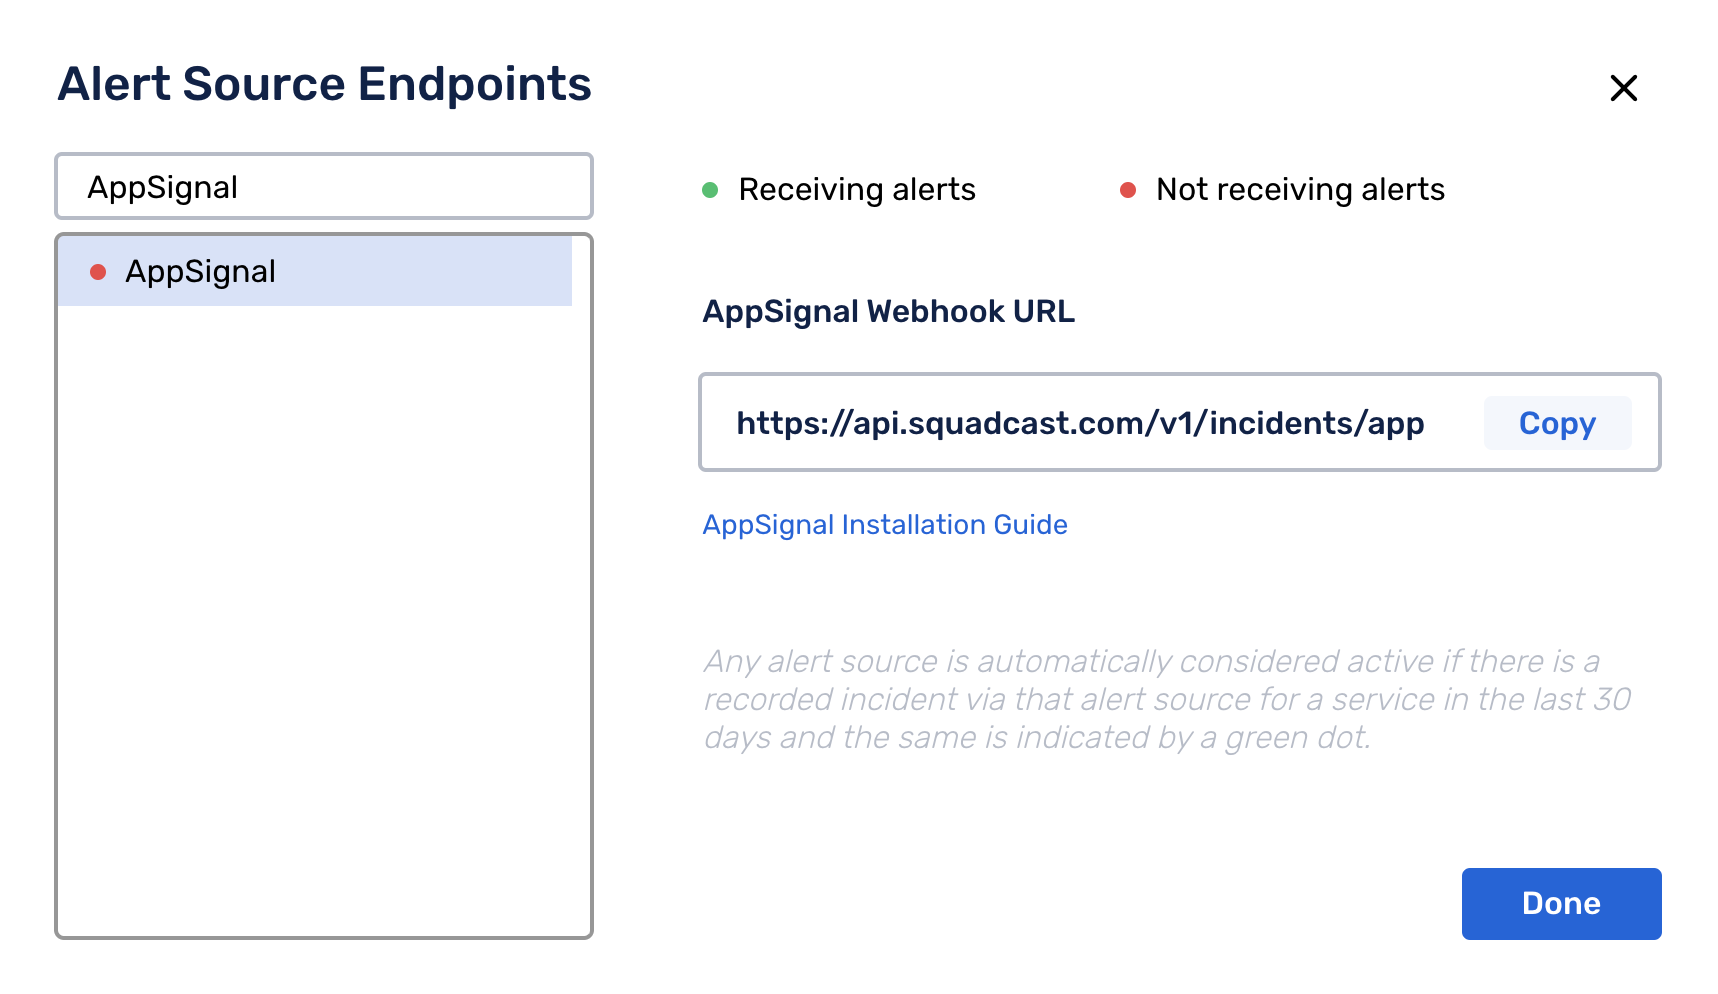 Alert Source Endpoints
AppSignal
AppSignal
Receiving alerts
Not receiving alerts
AppSignal Webhook URL
https://api.squadcast.com/v1/incidents/app
Copy
AppSignal Installation Guide
Any alert source is automatically considered active if there is a
recorded incident via that alert source for a service in the last 30
days and the same is indicated by a green dot.
Done